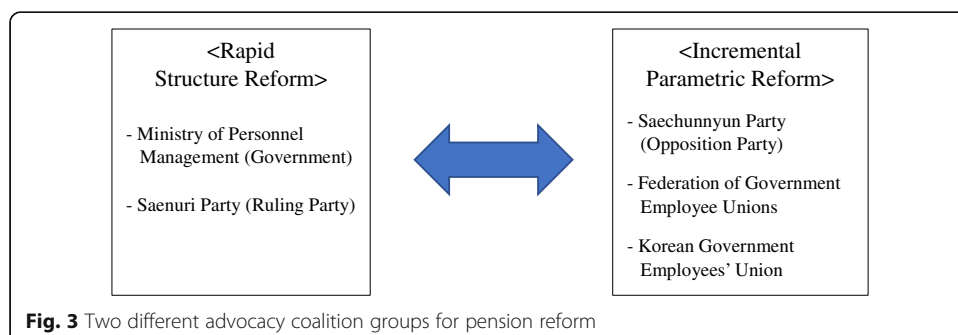 <Rapid
Structure Reform>
- Ministry of Personnel
Management (Government)
- Saenuri Party (Ruling Party)
<Incremental
Parametric Reform>
- Saechunnyun Party
(Opposition Party)
- Federation of Government
Employee Unions
- Korean Government
Employees’ Union
Fig. 3 Two different advocacy coalition groups for pension reform